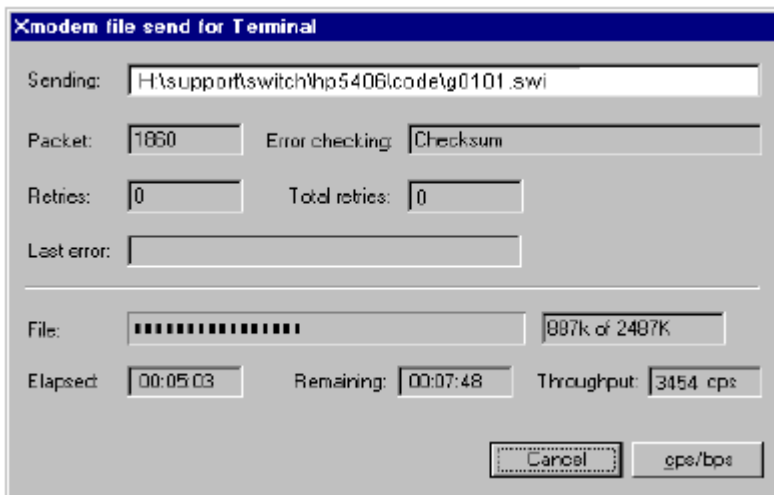 Xmodem file send for Terminal
Sending: H:\support\switch\hp5406\code\g0101.swi
Packet: 1860 Error checking: Checksum
Retries: 0 Total retries: 0
Last error:
File: 887k of 2487K
Elapsed: 00:05:03 Remaining: 00:07:48 Throughput: 3454 cps
Cancel cps/bps